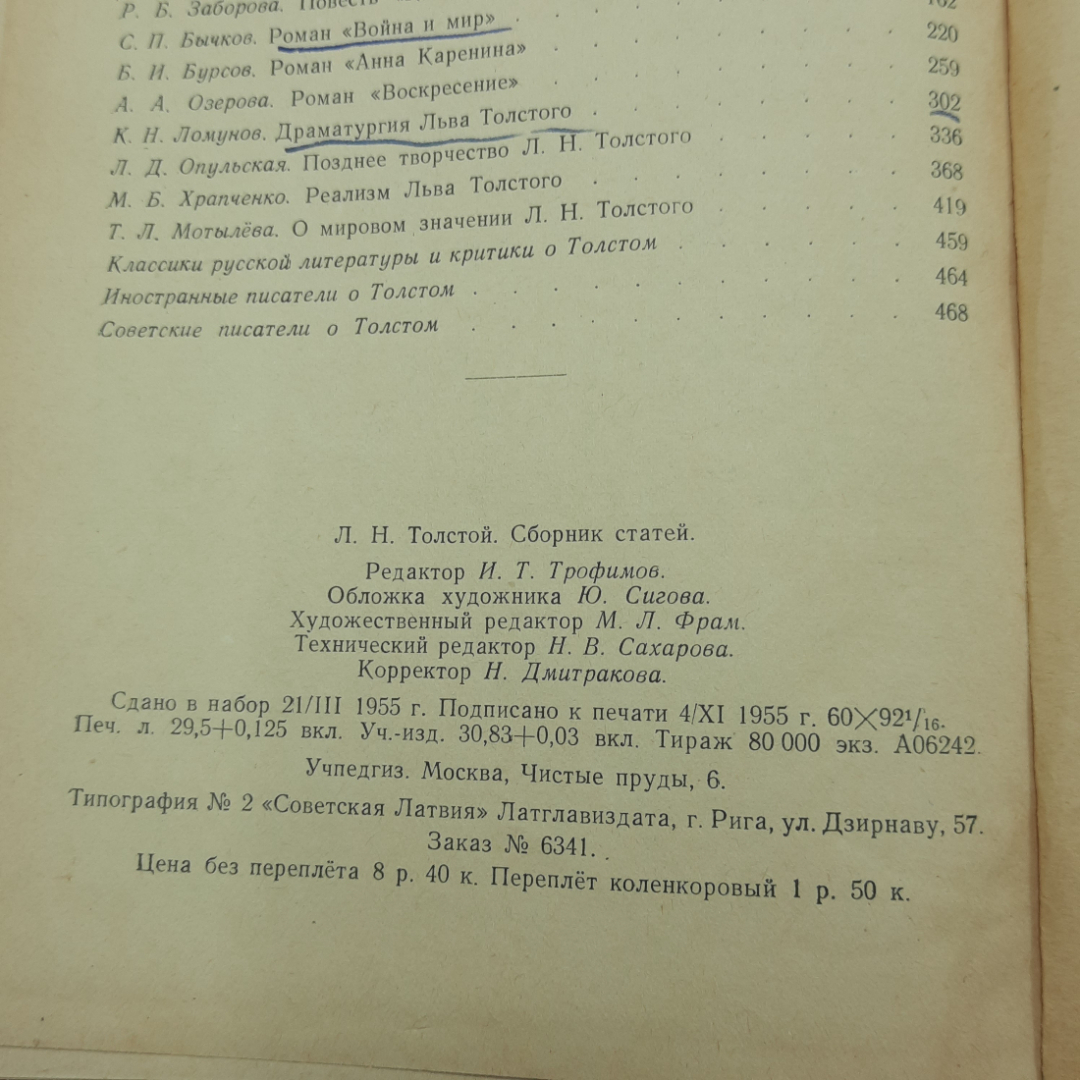 Р. Б. Заборова. Повесть
С. П. Бычков. Роман «Война и мир» . . . . . . . 162
Б. И. Бурсов. Роман «Анна Каренина» . . . . . . . 220
А. А. Озерова. Роман «Воскресение» . . . . . . . 259
К. Н. Ломунов. Драматургия Льва Толстого . . . . . . 302
Л. Д. Опульская. Позднее творчество Л. Н. Толстого . . . . 336
М. Б. Храпченко. Реализм Льва Толстого . . . . . . 368
Т. Л. Мотылёва. О мировом значении Л. Н. Толстого . . . . 419
Классики русской литературы и критики о Толстом . . . . . 459
Иностранные писатели о Толстом . . . . . . . . 464
Советские писатели о Толстом . . . . . . . . 468
Л. Н. Толстой. Сборник статей.
Редактор И. Т. Трофимов.
Обложка художника Ю. Сигова.
Художественный редактор М. Л. Фрам.
Технический редактор Н. В. Сахарова.
Корректор Н. Дмитракова.
Сдано в набор 21/III 1955 г. Подписано к печати 4/XI 1955 г. 60×92¹/₁₆.
Печ. л. 29,5+0,125 вкл. Уч.-изд. 30,83+0,03 вкл. Тираж 80 000 экз. А06242.
Учпедгиз. Москва, Чистые пруды, 6.
Типография № 2 «Советская Латвия» Латглавиздата, г. Рига, ул. Дзирнаву, 57.
Заказ № 6341.
Цена без переплёта 8 р. 40 к. Переплёт коленкоровый 1 р. 50 к.